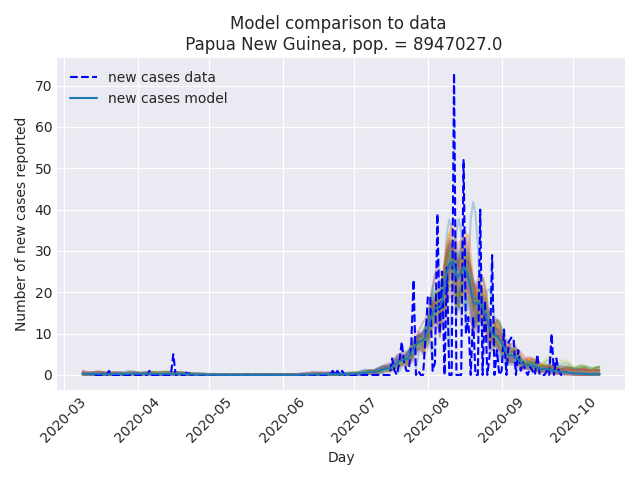 Model comparison to data
Papua New Guinea, pop. = 8947027.0
new cases data
new cases model
Number of new cases reported
70
60
50
40
30
20
10
0
2020-03
2020-04
2020-05
2020-06
2020-07
2020-08
2020-09
2020-10
Day